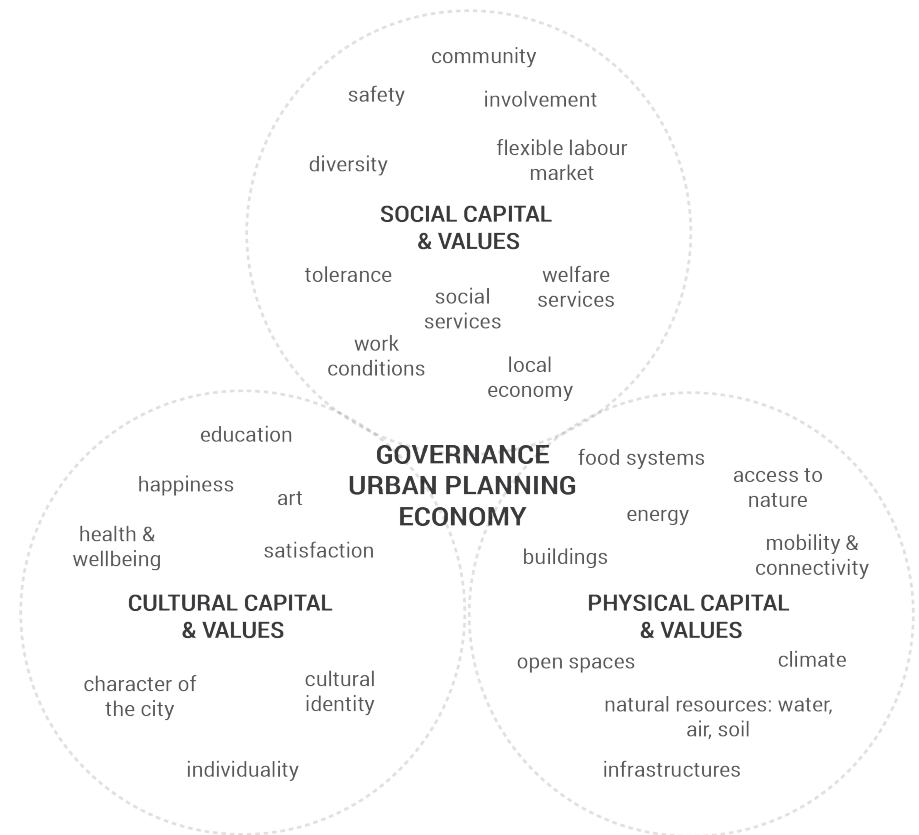 community
safety
involvement
flexible labour
market
diversity
SOCIAL CAPITAL
& VALUES
tolerance
social
services
welfare
services
work
conditions
local
economy
GOVERNANCE
URBAN PLANNING
ECONOMY
education
happiness
art
health &
wellbeing
satisfaction
CULTURAL CAPITAL
& VALUES
character of
the city
cultural
identity
individuality
food systems
access to
nature
energy
buildings
mobility &
connectivity
PHYSICAL CAPITAL
& VALUES
open spaces
climate
natural resources: water,
air, soil
infrastructures